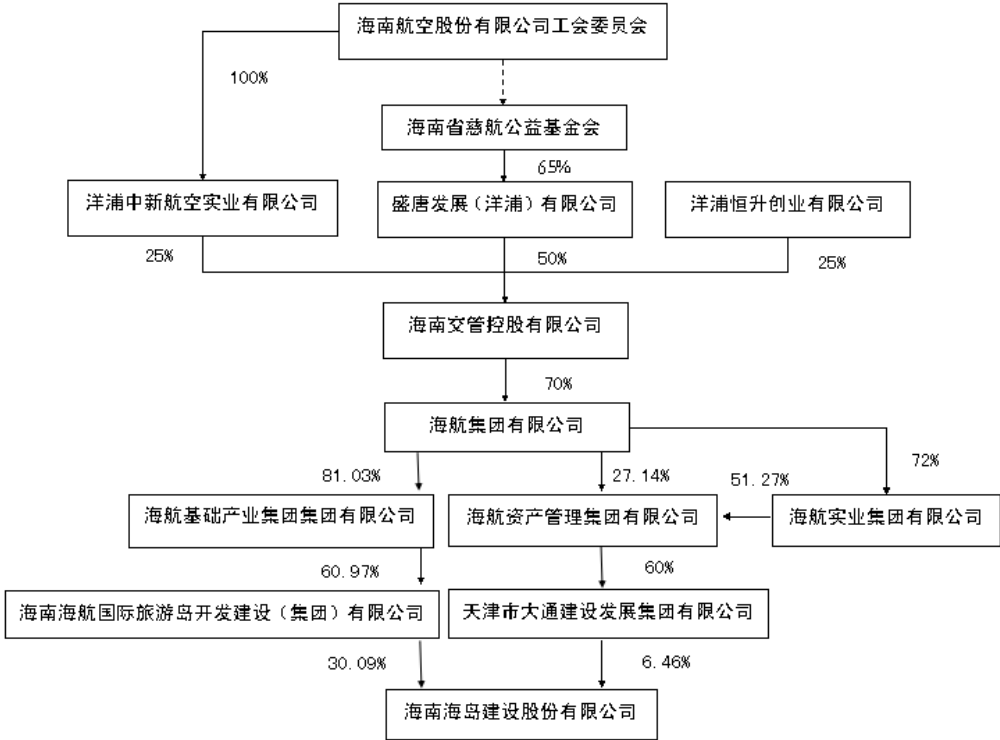 海南航空股份有限公司工会委员会
100%
海南省慈航公益基金会
65%
洋浦中新航空实业有限公司
盛唐发展（洋浦）有限公司
洋浦恒升创业有限公司
25%
50%
25%
海南交管控股有限公司
70%
海航集团有限公司
81.03%
27.14%
51.27%
72%
海航基础产业集团集团有限公司
海航资产管理集团有限公司
海航实业集团有限公司
60.97%
60%
海南海航国际旅游岛开发建设（集团）有限公司
天津市大通建设发展集团有限公司
30.09%
6.46%
海南海岛建设股份有限公司